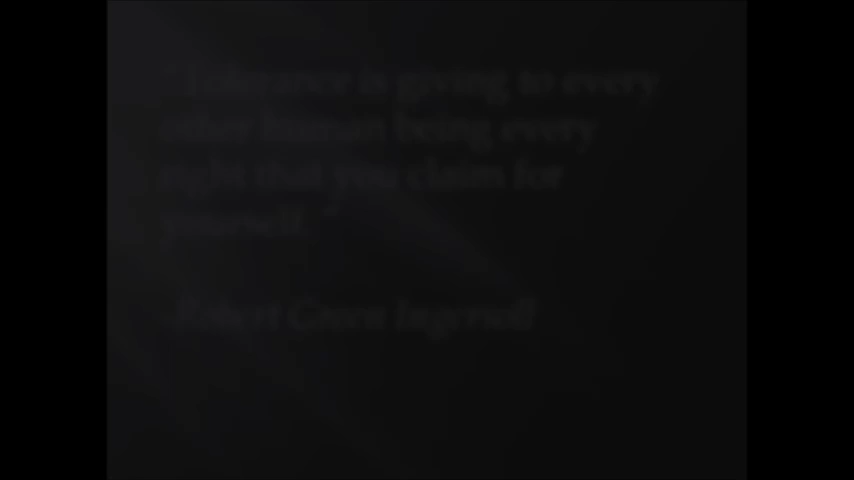 "Tolerance is giving to every
other human being every
right that you claim for
yourself."
-Robert Green Ingersoll